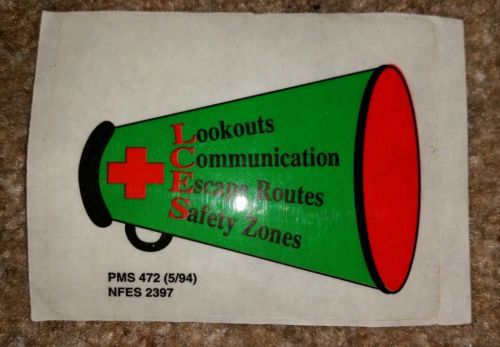 Lookouts
Communication
Escape Routes
Safety Zones
PMS 472 (5/94)
NFES 2397